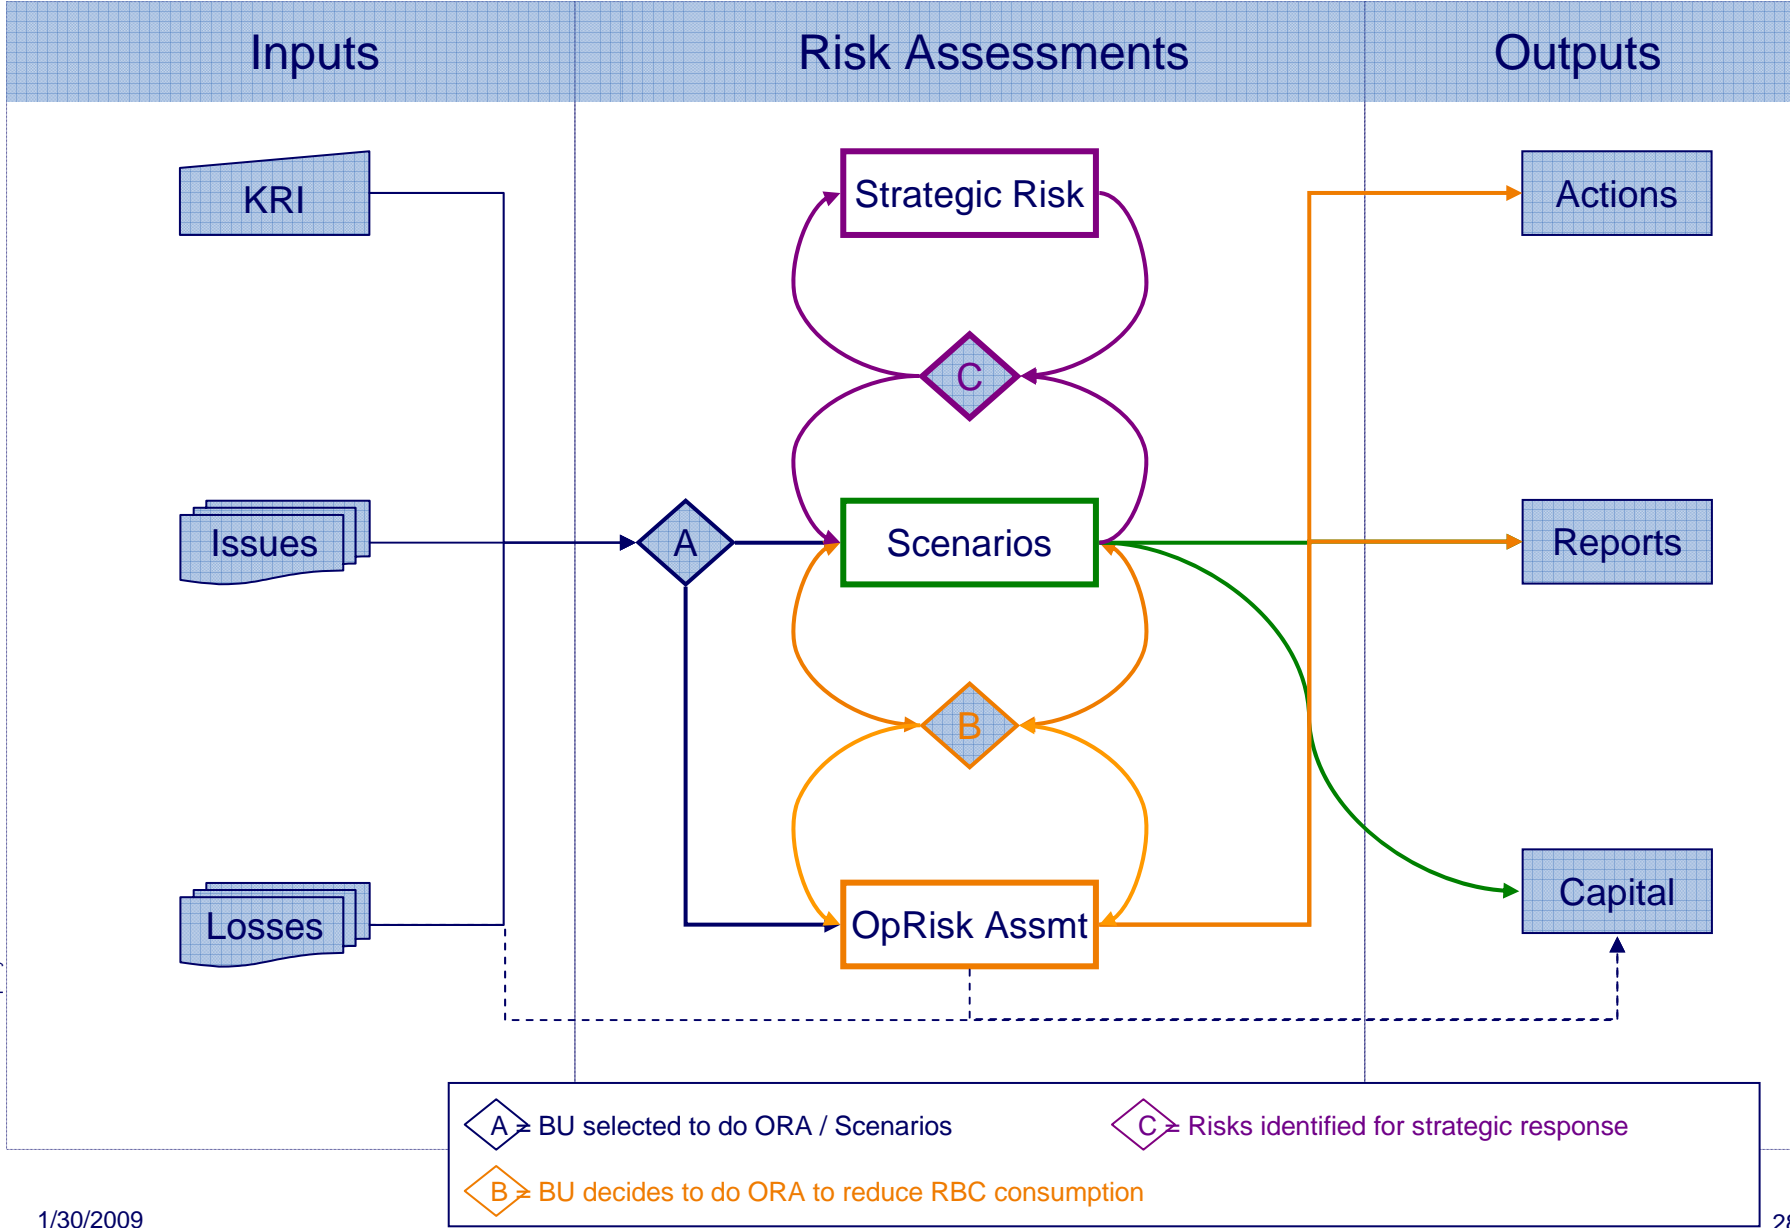 Inputs
Risk Assessments
Outputs
KRI
Strategic Risk
Actions
C
Issues
A
Scenarios
Reports
B
Losses
OpRisk Assmt
Capital
A = BU selected to do ORA / Scenarios
C = Risks identified for strategic response
B = BU decides to do ORA to reduce RBC consumption
1/30/2009